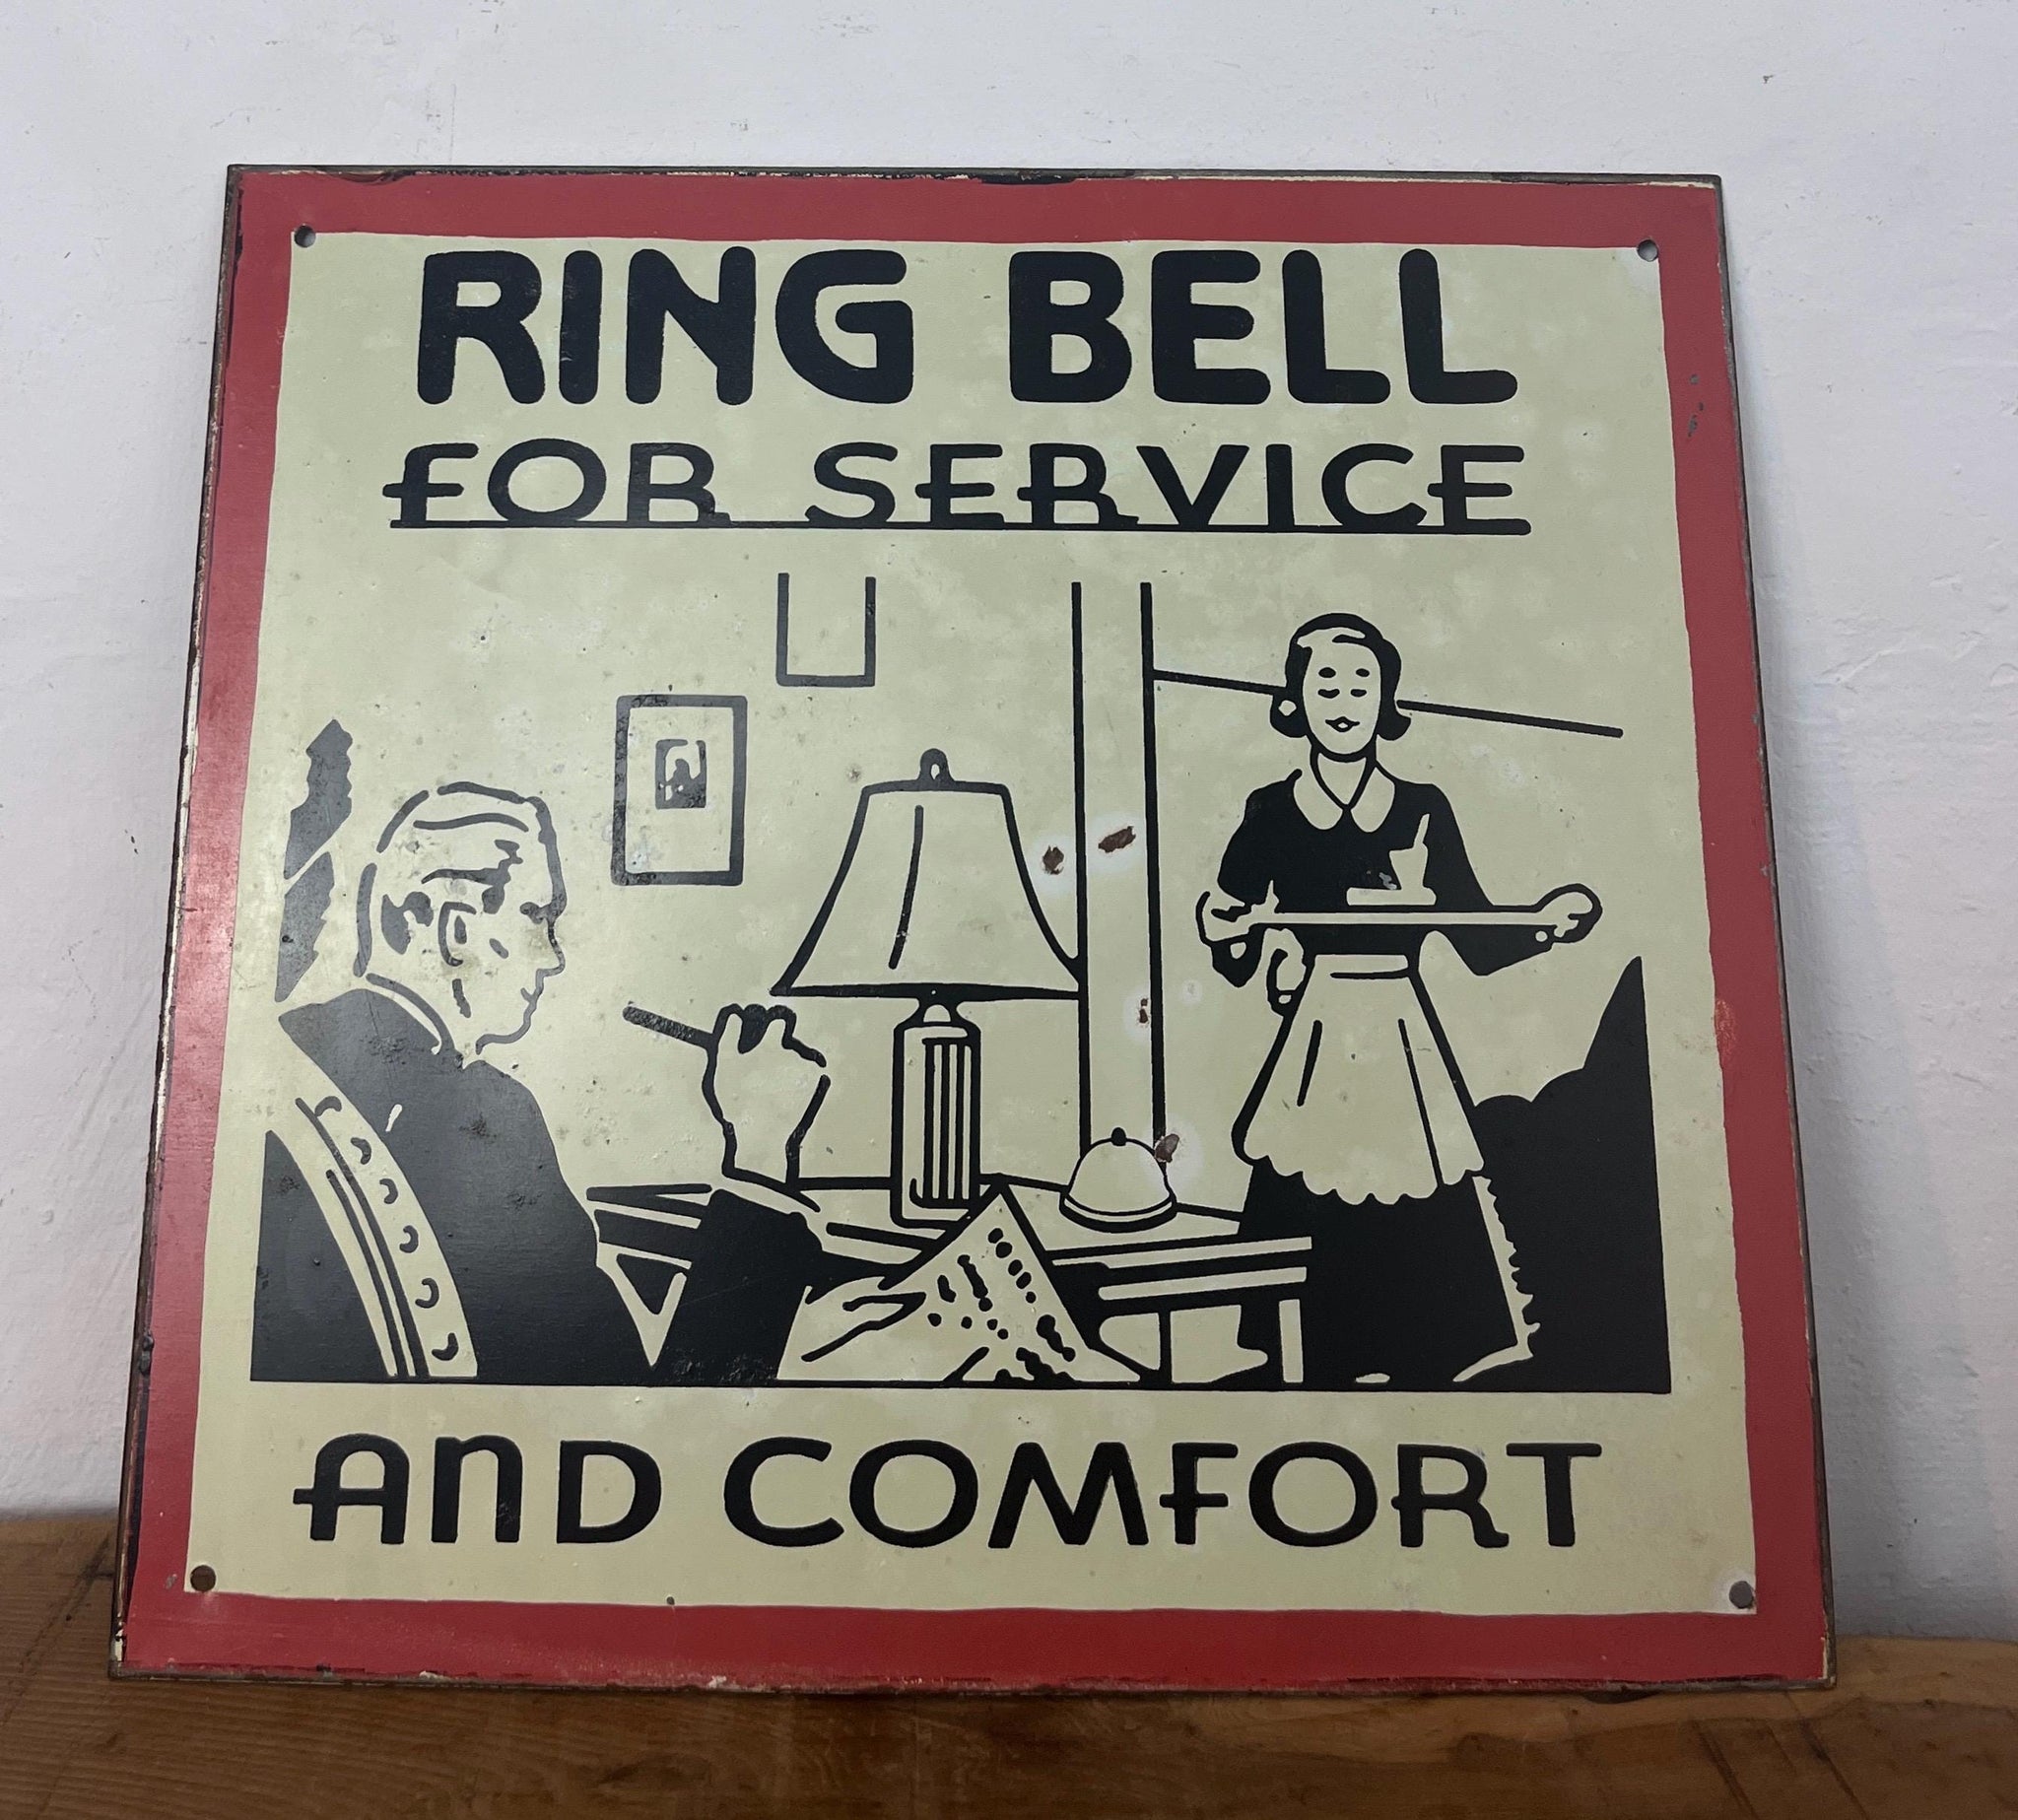 RING BELL
FOR SERVICE
AND COMFORT